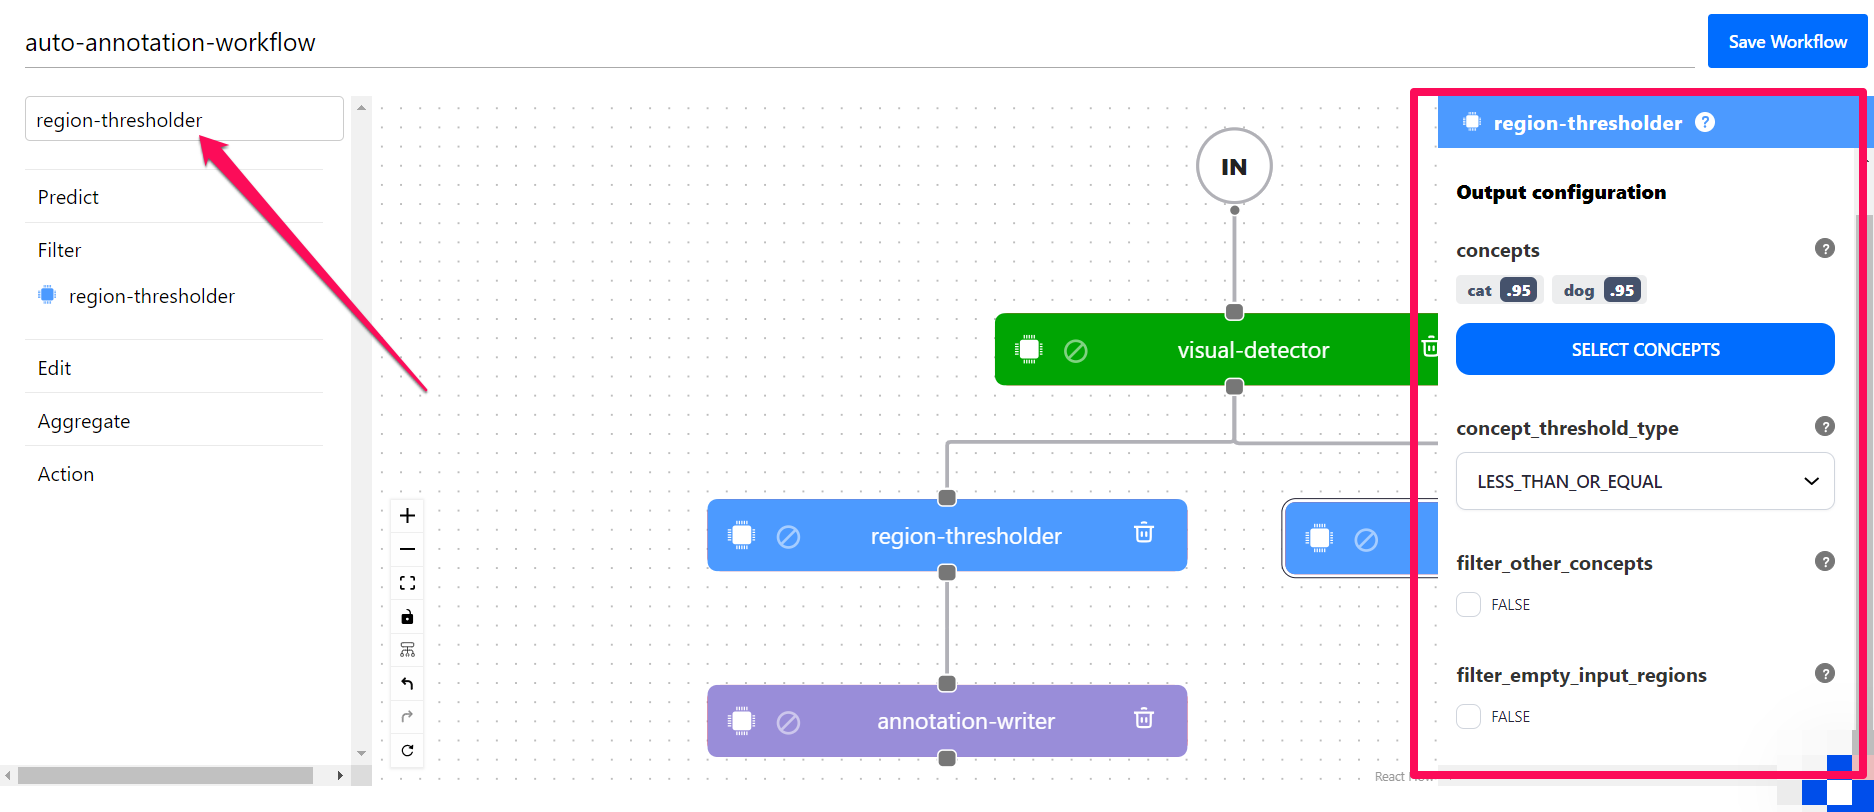 auto-annotation-workflow
Save Workflow
region-thresholder
Predict
Filter
region-thresholder
Edit
Aggregate
Action
IN
visual-detector
region-thresholder
annotation-writer
React Flow
region-thresholder ?
Output configuration
concepts ?
cat .95 dog .95
SELECT CONCEPTS
concept_threshold_type ?
LESS_THAN_OR_EQUAL
filter_other_concepts ?
FALSE
filter_empty_input_regions ?
FALSE